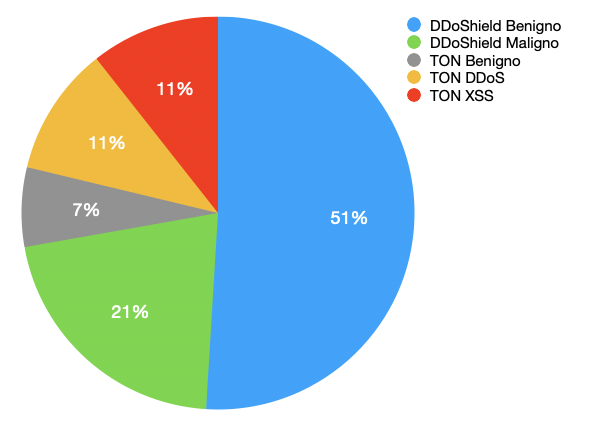 DDoShield Benigno
DDoShield Maligno
TON Benigno
TON DDoS
TON XSS
11%
11%
7%
51%
21%